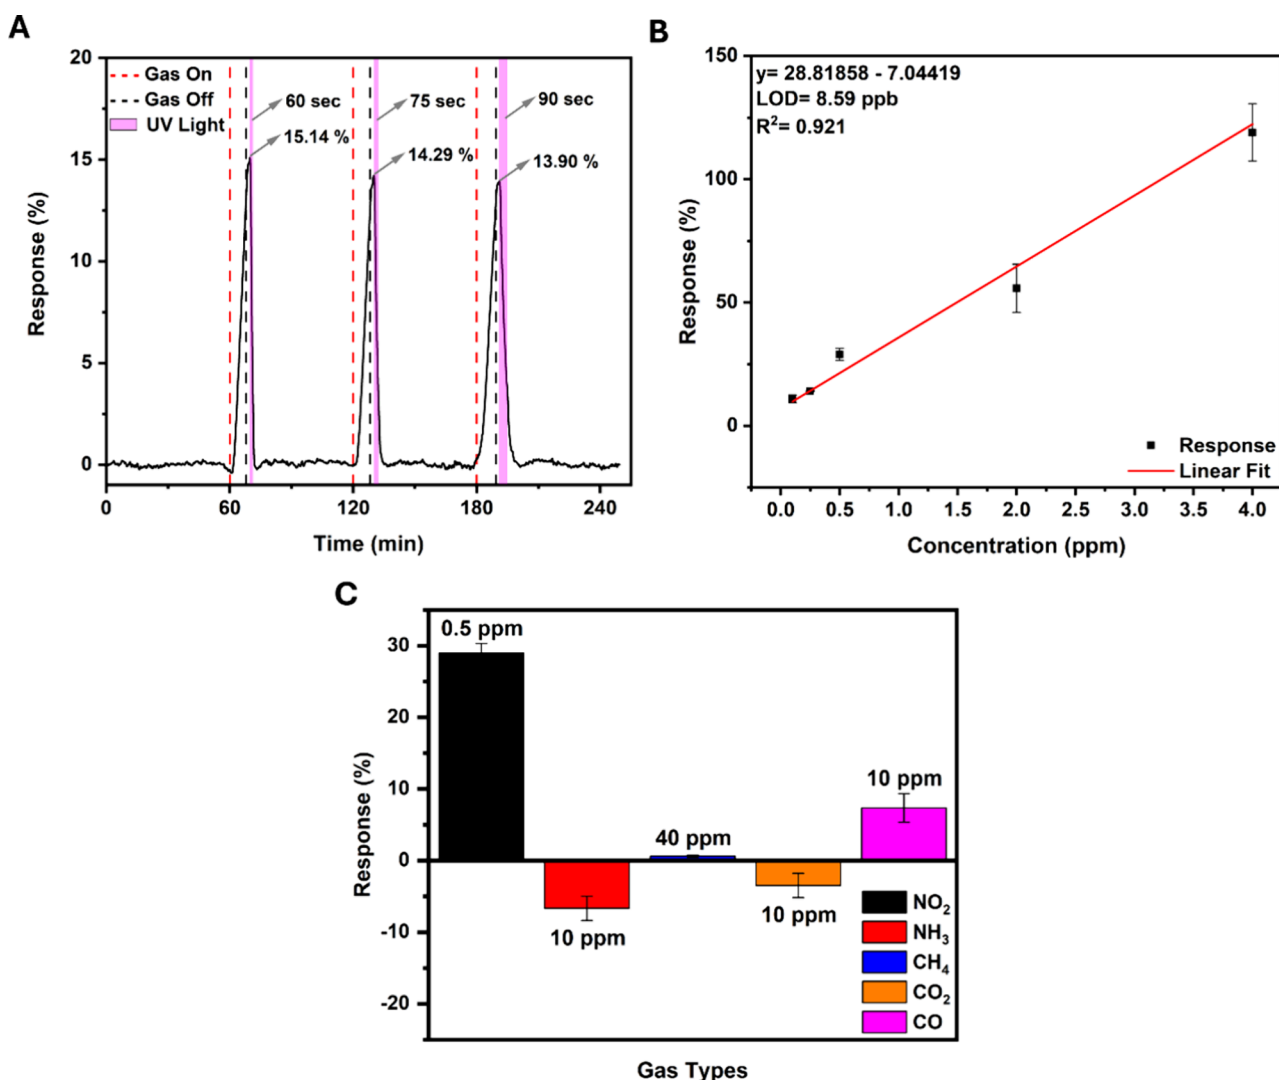 A
20
15
10
5
0
Response (%)
Gas On
Gas Off
UV Light
60 sec
15.14 %
75 sec
14.29 %
90 sec
13.90 %
0 60 120 180 240
Time (min)
B
150
100
50
0
Response (%)
y= 28.81858 - 7.04419
LOD= 8.59 ppb
R²= 0.921
Response
Linear Fit
0.0 0.5 1.0 1.5 2.0 2.5 3.0 3.5 4.0
Concentration (ppm)
C
30
20
10
0
-10
-20
Response (%)
0.5 ppm
10 ppm
40 ppm
10 ppm
10 ppm
NO₂
NH₃
CH₄
CO₂
CO
Gas Types